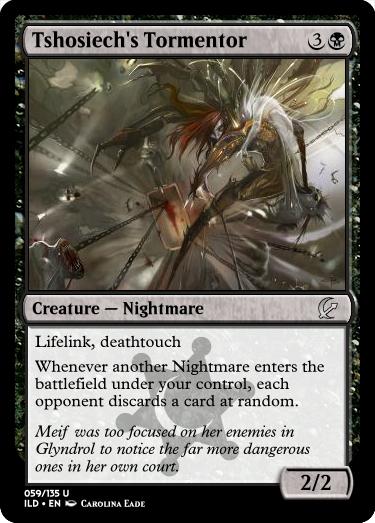 Tshosiech's Tormentor 3
Creature — Nightmare
Lifelink, deathtouch
Whenever another Nightmare enters the
battlefield under your control, each
opponent discards a card at random.
Meif was too focused on her enemies in
Glyndrol to notice the far more dangerous
ones in her own court.
2/2
059/135 U
ILD • EN Carolina Eade